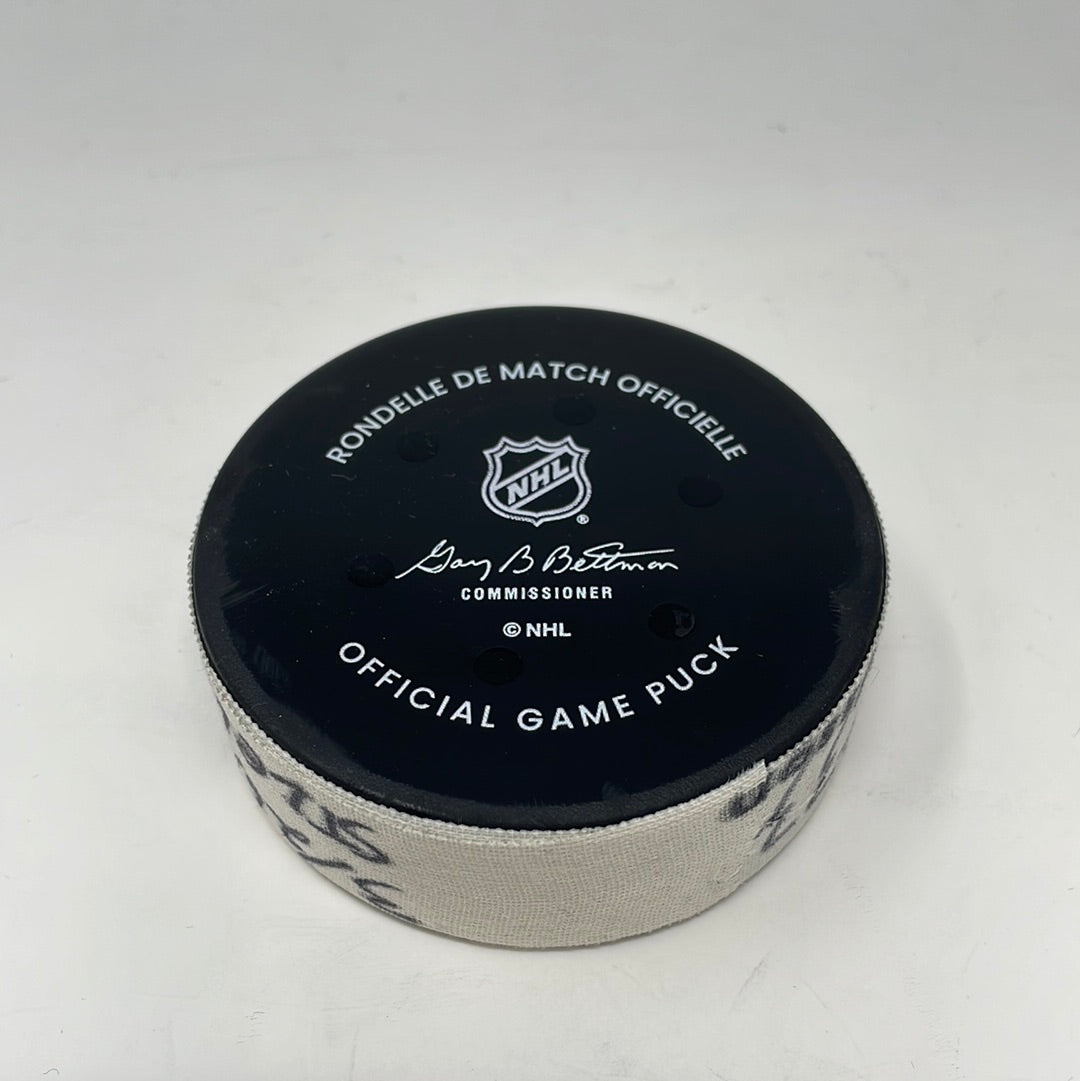 RONDELLE DE MATCH OFFICIELLE
NHL
®
Gary B Bettman
COMMISSIONER
© NHL
OFFICIAL GAME PUCK